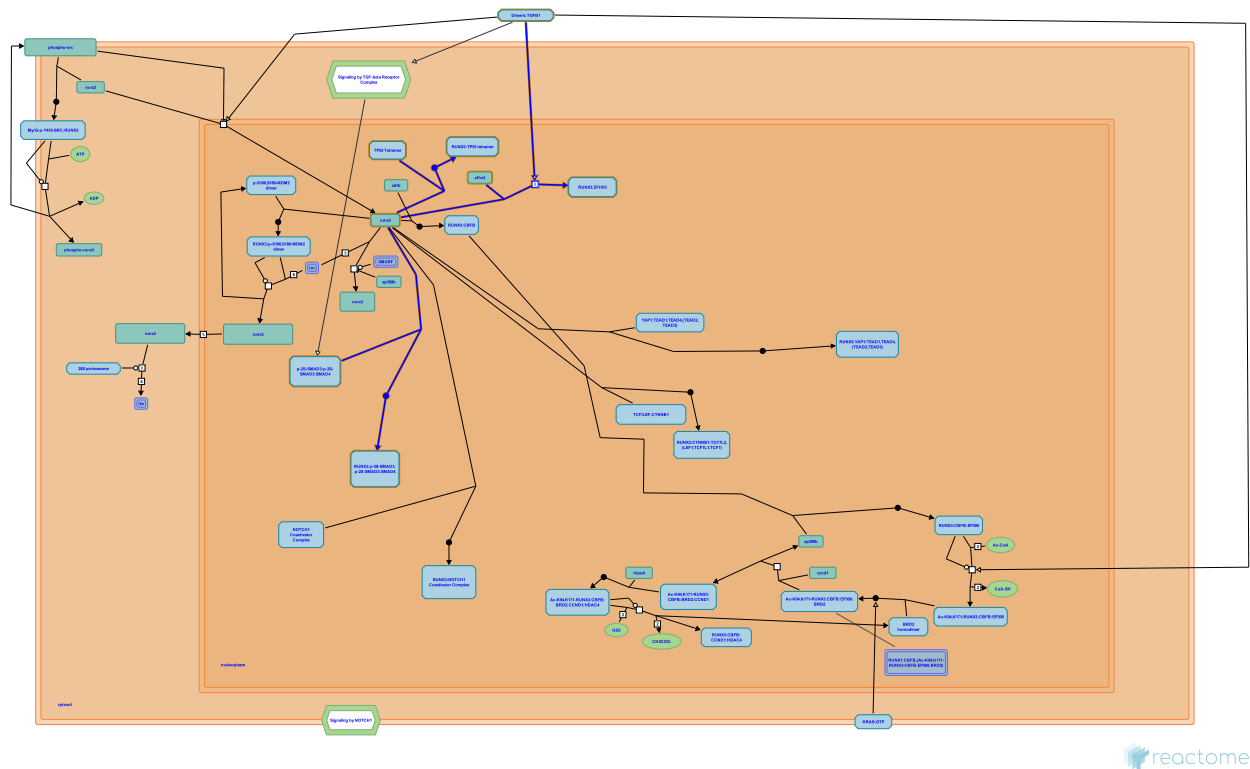 Dimeric TGFB1
phospho-src
runx3
Signaling by TGF-beta Receptor
Complex
MyrG-p-Y419-SRC:RUNX3
ATP
ADP
phospho-runx3
TP53 Tetramer
RUNX3:TP53 tetramer
zfhx3
RUNX3:ZFHX3
cbfb
p-S166,S188-MDM2
dimer
runx3
RUNX3:CBFB
RUNX3:p-S166,S188-MDM2
dimer
Ub
SMURF
ep300b
runx3
runx3
runx3
26S proteasome
Ub
p-2S-SMAD3:p-2S-
SMAD3:SMAD4
YAP1:TEAD1,TEAD4,(TEAD2,
TEAD3)
RUNX3:YAP1:TEAD1,TEAD4,
(TEAD2,TEAD3)
TCF/LEF:CTNNB1
RUNX3:CTNNB1:TCF7L2,
(LEF1,TCF7L1,TCF7)
RUNX3:p-2S-SMAD3:
p-2S-SMAD3:SMAD4
NOTCH1
Coactivator
Complex
RUNX3:NOTCH1
Coactivator Complex
RUNX3:CBFB:EP300
ep300b
Ac-CoA
CoA-SH
hdac4
ccnd1
Ac-K94,K171-RUNX3:
CBFB:BRD2:CCND1:HDAC4
Ac-K94,K171-RUNX3:
CBFB:BRD2:CCND1
Ac-K94,K171-RUNX3:CBFB:EP300:
BRD2
Ac-K94,K171-RUNX3:CBFB:EP300
BRD2
homodimer
H2O
CH3COO-
RUNX3:CBFB:
CCND1:HDAC4
RUNX1:CBFB,(Ac-K94,K171-
RUNX3:CBFB:EP300:BRD2)
nucleoplasm
cytosol
Signaling by NOTCH1
KRAS:GTP
reactome